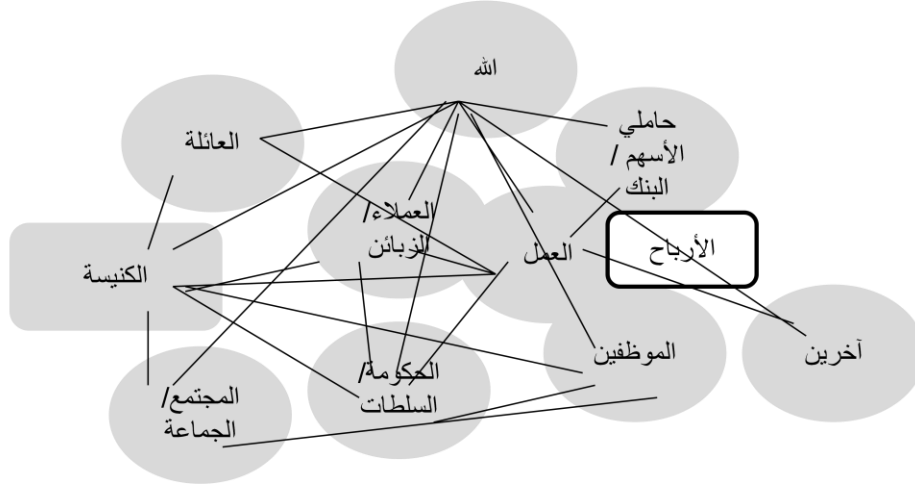 الله
حاملي
الأسهم /
البنك
العائلة
العملاء/
الزبائن
العمل
الأرباح
الكنيسة
الموظفين
آخرين
الحكومة/
السلطات
المجتمع/
الجماعة